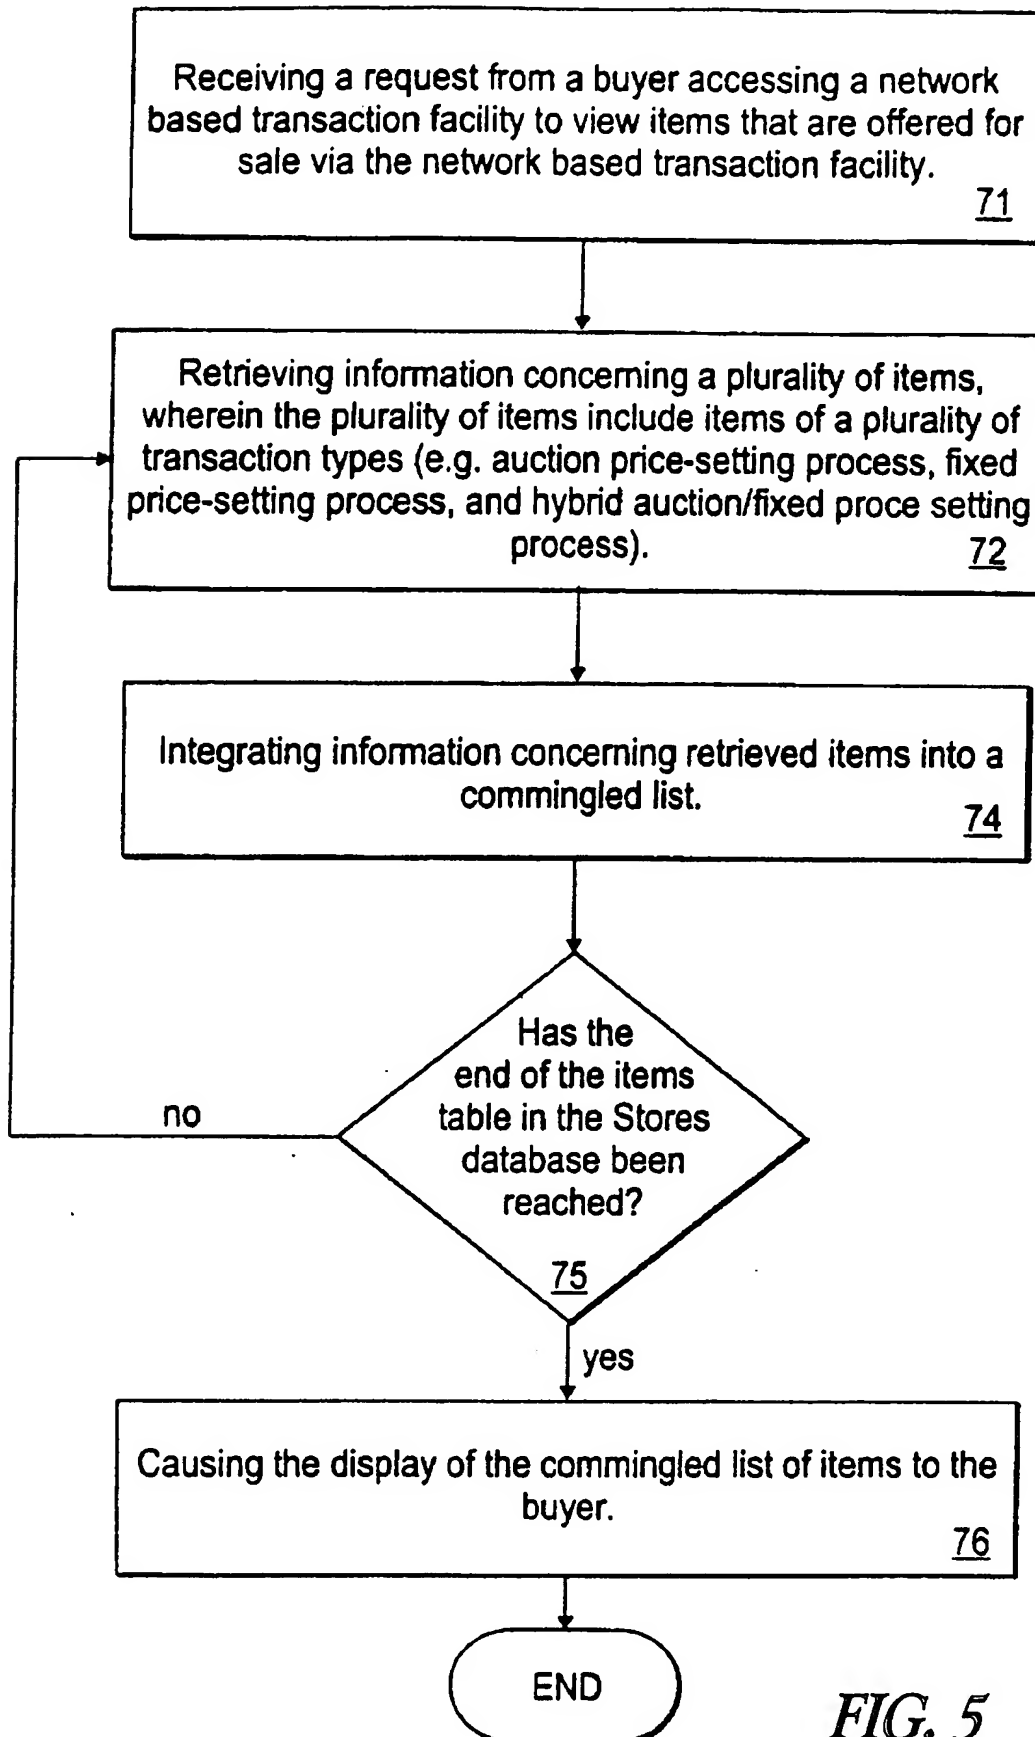 Receiving a request from a buyer accessing a network
based transaction facility to view items that are offered for
sale via the network based transaction facility.
71
Retrieving information concerning a plurality of items,
wherein the plurality of items include items of a plurality of
transaction types (e.g. auction price-setting process, fixed
price-setting process, and hybrid auction/fixed proce setting
process).
72
Integrating information concerning retrieved items into a
commingled list.
74
Has the
end of the items
table in the Stores
database been
reached?
75
no
yes
Causing the display of the commingled list of items to the
buyer.
76
END
FIG. 5